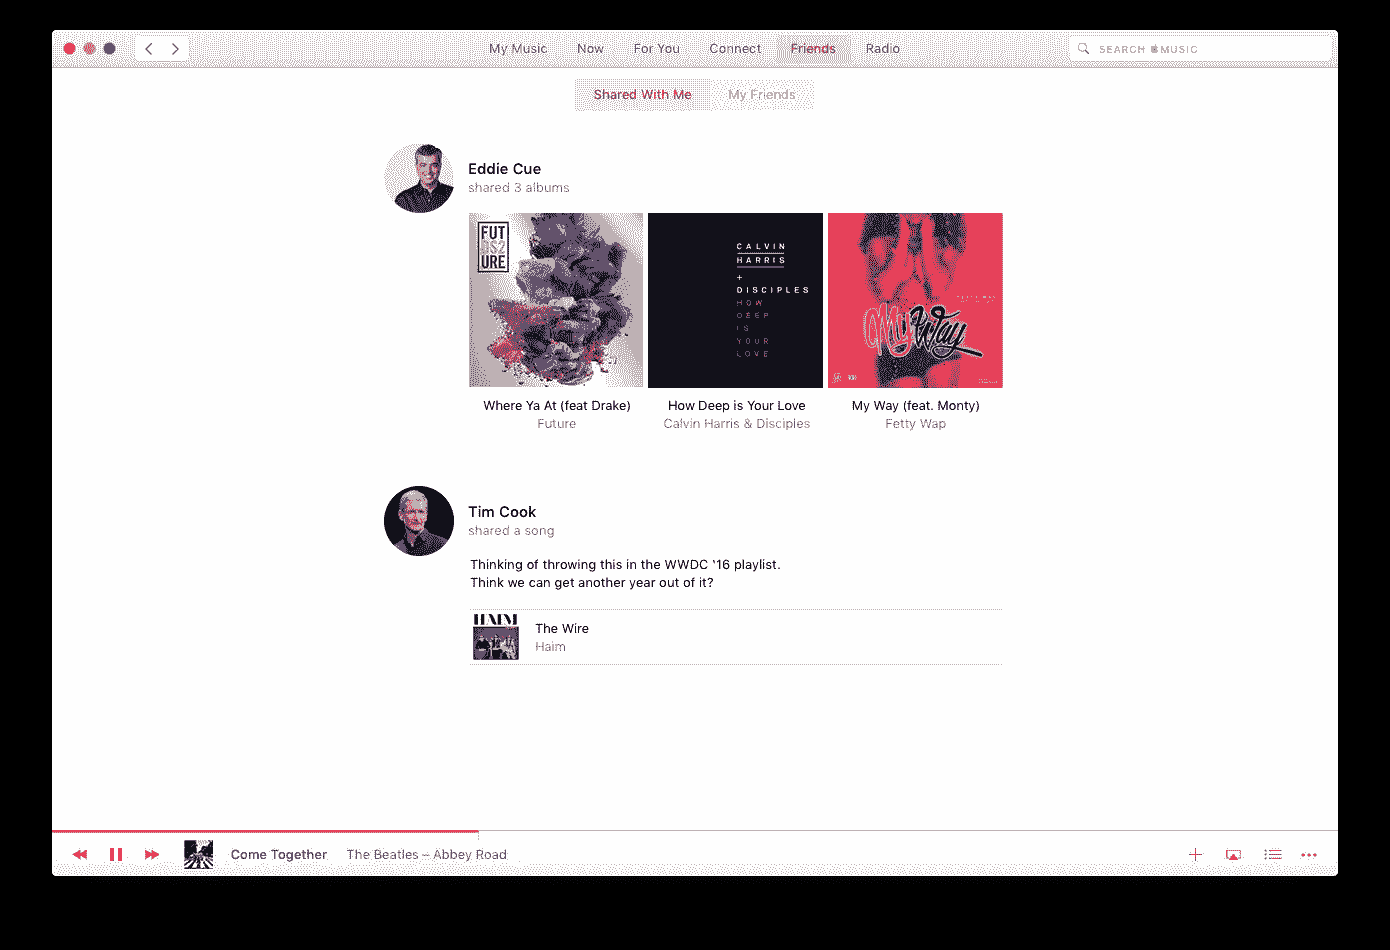 My Music Now For You Connect Friends Radio
SEARCH MUSIC
Shared With Me My Friends
Eddie Cue
shared 3 albums
FUT
DS2
URE
CALVIN
HARRIS
+
DISCIPLES
HOW
DEEP
IS
YOUR
LOVE
My Way
Where Ya At (feat Drake)
Future
How Deep is Your Love
Calvin Harris & Disciples
My Way (feat. Monty)
Fetty Wap
Tim Cook
shared a song
Thinking of throwing this in the WWDC '16 playlist.
Think we can get another year out of it?
HAIM
The Wire
Haim
Come Together The Beatles – Abbey Road